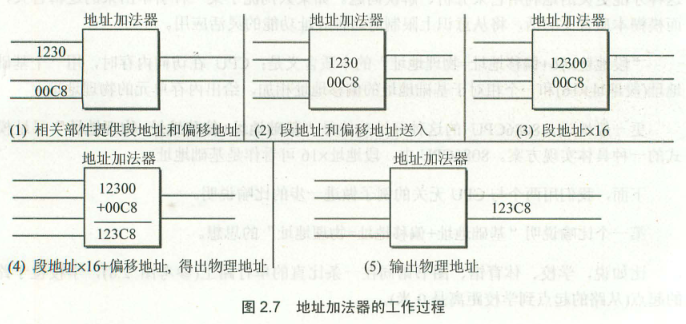 地址加法器
地址加法器
地址加法器
1230
00C8
1230
00C8
12300
00C8
(1) 相关部件提供段地址和偏移地址
(2) 段地址和偏移地址送入
(3) 段地址×16
地址加法器
地址加法器
12300
+00C8
123C8
123C8
(4) 段地址×16+偏移地址，得出物理地址
(5) 输出物理地址
图 2.7 地址加法器的工作过程